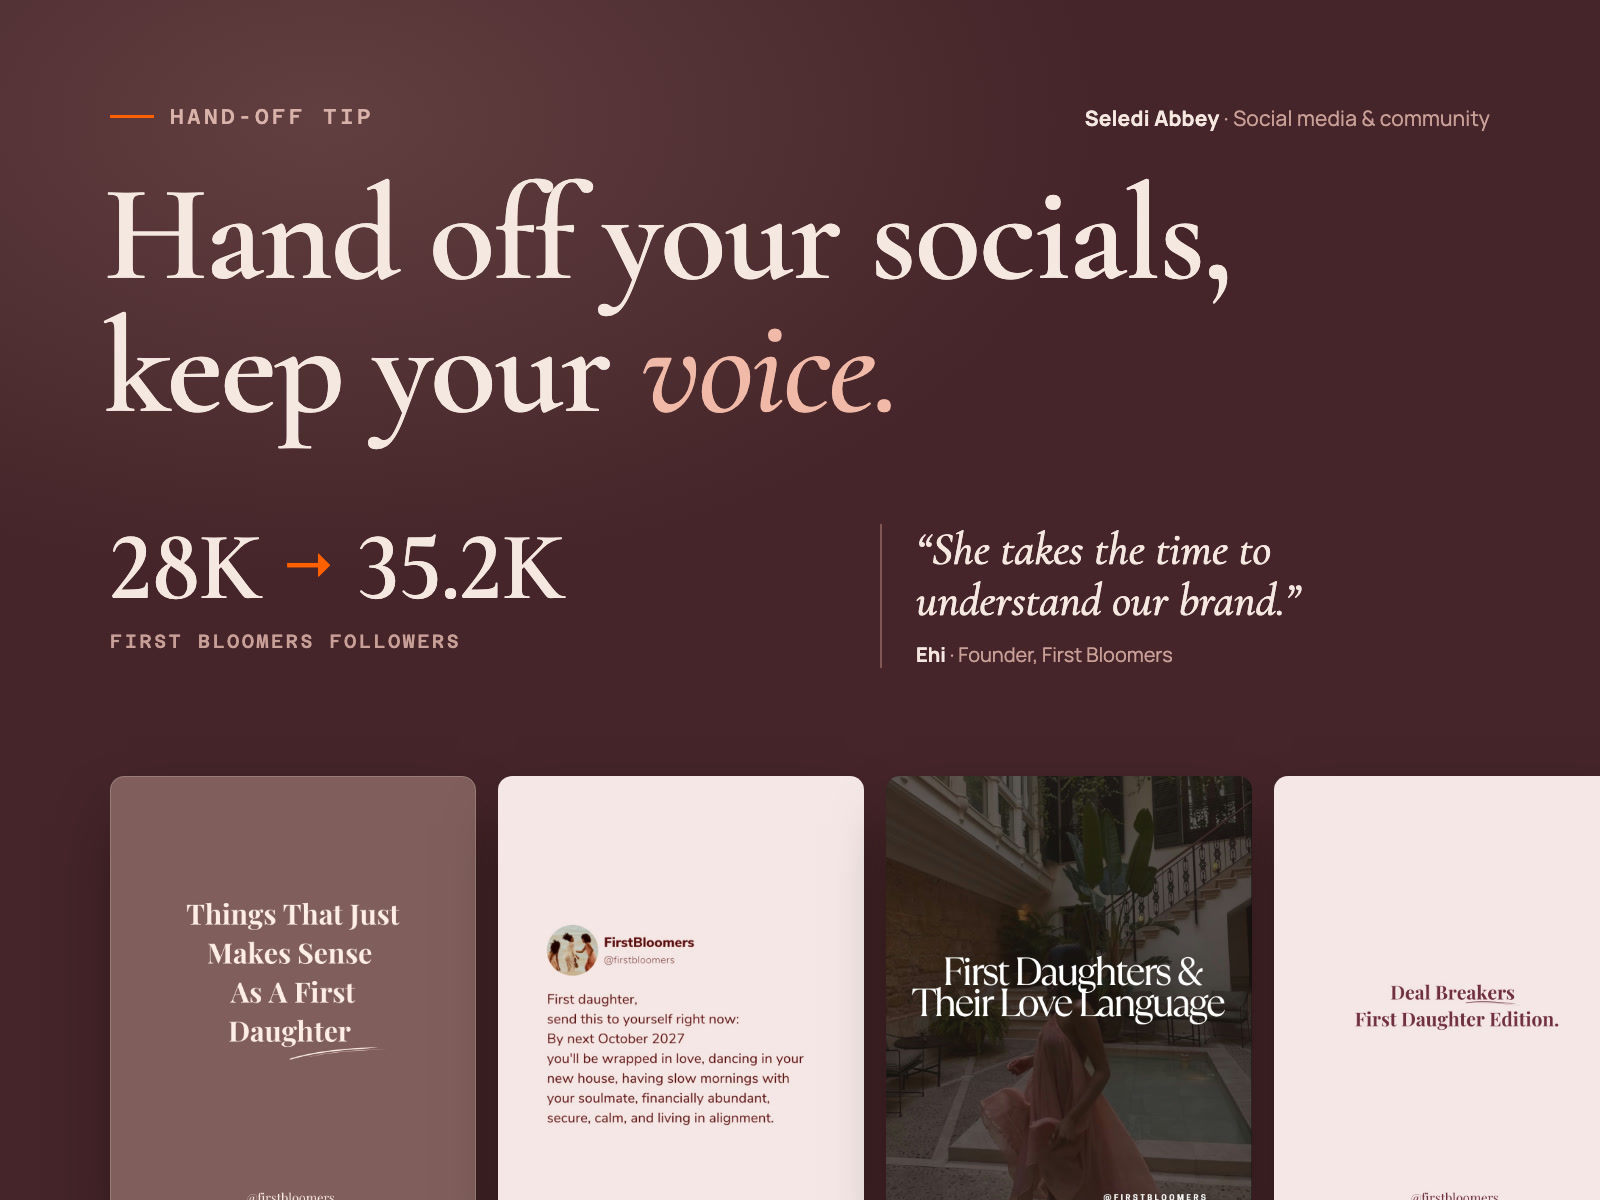 HAND-OFF TIP
Seledi Abbey · Social media & community
Hand off your socials,
keep your voice.
28K → 35.2K
FIRST BLOOMERS FOLLOWERS
“She takes the time to
understand our brand.”
Ehi · Founder, First Bloomers
Things That Just
Makes Sense
As A First
Daughter
@firstbloomers
FirstBloomers
@firstbloomers
First daughter,
send this to yourself right now:
By next October 2027
you'll be wrapped in love, dancing in your
new house, having slow mornings with
your soulmate, financially abundant,
secure, calm, and living in alignment.
First Daughters &
Their Love Language
@FIRSTBLOOMERS
Deal Breakers
First Daughter Edition.
@firstbloomers